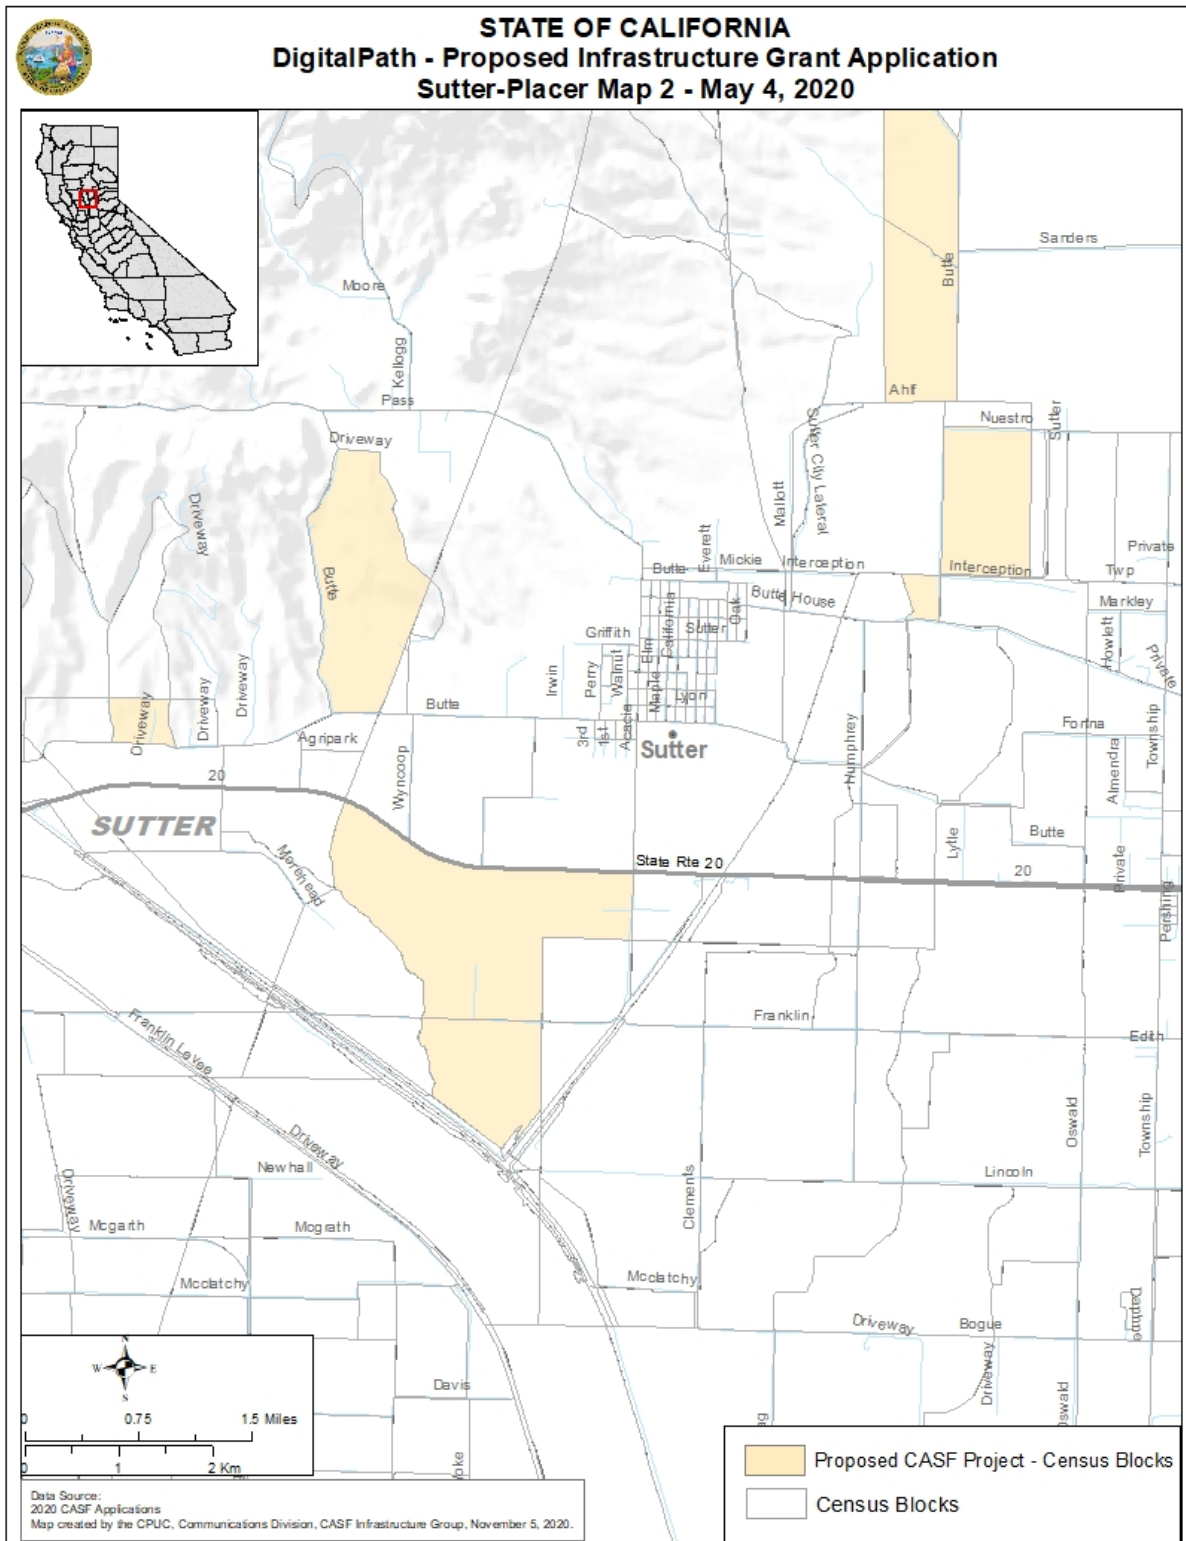 STATE OF CALIFORNIA
DigitalPath - Proposed Infrastructure Grant Application
Sutter-Placer Map 2 - May 4, 2020
Sanders
Butte
Moore
Kellogg
Pass
Ahlf
Nuestro
Sutter
Driveway
Sutter City Lateral
Mallott
Driveway
Everett
Butte
Mickie
Interception
Interception
Private
Twp
Butte
Butte House
Oak
California
Markley
Griffith
Elm
Sutter
Howlett
Private
Irwin
Perry
Walnut
Maple
Lyon
Driveway
Driveway
Driveway
Butte
Agripark
3rd
1st
Acacia
Sutter
Fortna
Township
Humphrey
Almendra
Wyncoop
20
SUTTER
Morehead
State Rte 20
Lytle
Butte
Private
20
Pershing
Franklin Levee
Franklin
Edith
Driveway
Newhall
Driveway
Oswald
Township
Clements
Lincoln
Mcgarth
Mcgrath
Mcclatchy
Mcclatchy
Driveway
Bogue
Daphne
Driveway
Davis
Oswald
N
W E
S
0 0.75 1.5 Miles
0 1 2 Km
Proposed CASF Project - Census Blocks
Census Blocks
Data Source:
2020 CASF Applications
Map created by the CPUC, Communications Division, CASF Infrastructure Group, November 5, 2020.